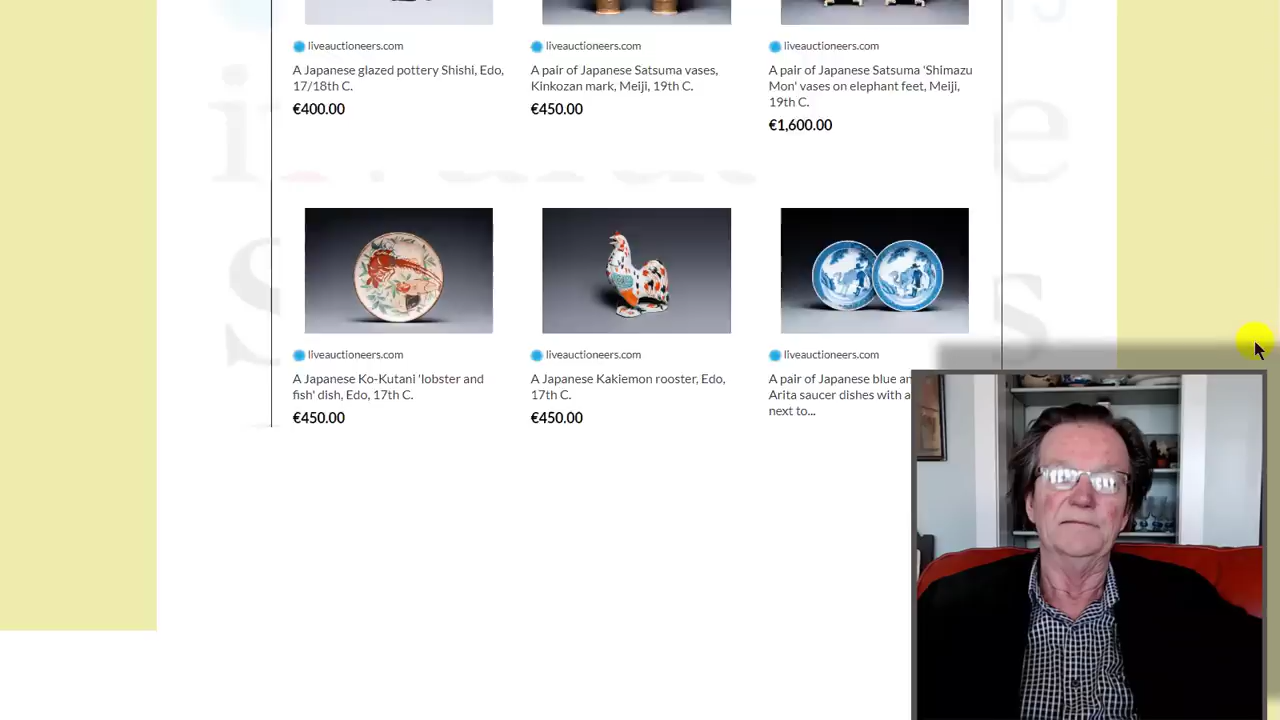 liveauctioneers.com
A Japanese glazed pottery Shishi, Edo,
17/18th C.
€400.00
liveauctioneers.com
A pair of Japanese Satsuma vases,
Kinkozan mark, Meiji, 19th C.
€450.00
liveauctioneers.com
A pair of Japanese Satsuma 'Shimazu
Mon' vases on elephant feet, Meiji,
19th C.
€1,600.00
liveauctioneers.com
A Japanese Ko-Kutani 'lobster and
fish' dish, Edo, 17th C.
€450.00
liveauctioneers.com
A Japanese Kakiemon rooster, Edo,
17th C.
€450.00
liveauctioneers.com
A pair of Japanese blue
Arita saucer dishes with a
next to...